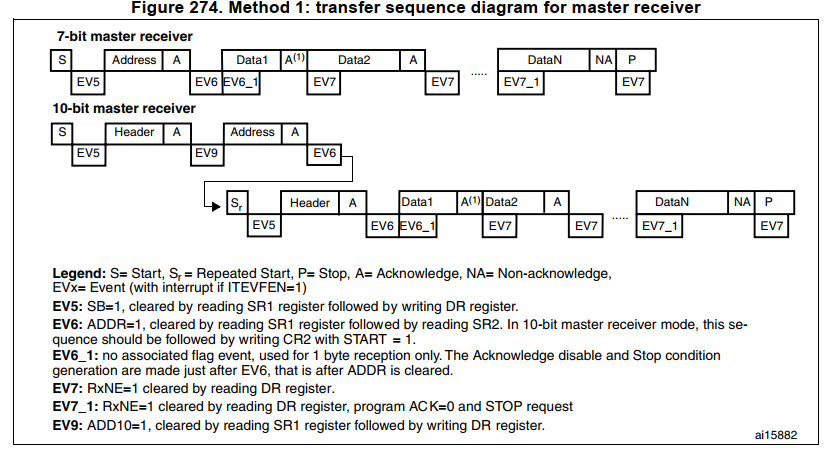 Figure 274. Method 1: transfer sequence diagram for master receiver
7-bit master receiver
S Address A Data1 A(1) Data2 A ..... DataN NA P
EV5 EV6 EV6_1 EV7 EV7 EV7_1 EV7
10-bit master receiver
S Header A Address A
EV5 EV9 EV6
Sr Header A Data1 A(1) Data2 A ..... DataN NA P
EV5 EV6 EV6_1 EV7 EV7 EV7_1 EV7
Legend: S= Start, Sr = Repeated Start, P= Stop, A= Acknowledge, NA= Non-acknowledge,
EVx= Event (with interrupt if ITEVFEN=1)
EV5: SB=1, cleared by reading SR1 register followed by writing DR register.
EV6: ADDR=1, cleared by reading SR1 register followed by reading SR2. In 10-bit master receiver mode, this se-
quence should be followed by writing CR2 with START = 1.
EV6_1: no associated flag event, used for 1 byte reception only. The Acknowledge disable and Stop condition
generation are made just after EV6, that is after ADDR is cleared.
EV7: RxNE=1 cleared by reading DR register.
EV7_1: RxNE=1 cleared by reading DR register, program ACK=0 and STOP request
EV9: ADD10=1, cleared by reading SR1 register followed by writing DR register.
ai15882